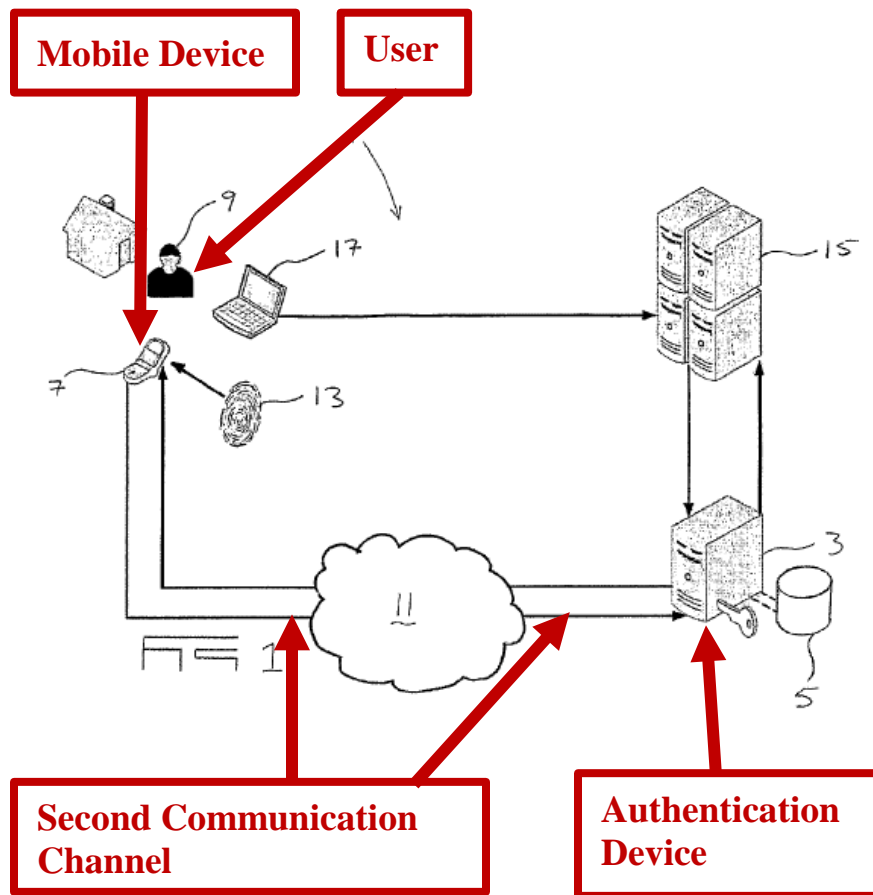 Mobile Device
User
9
17
15
7
13
3
11
FIG 1
5
Second Communication
Channel
Authentication
Device